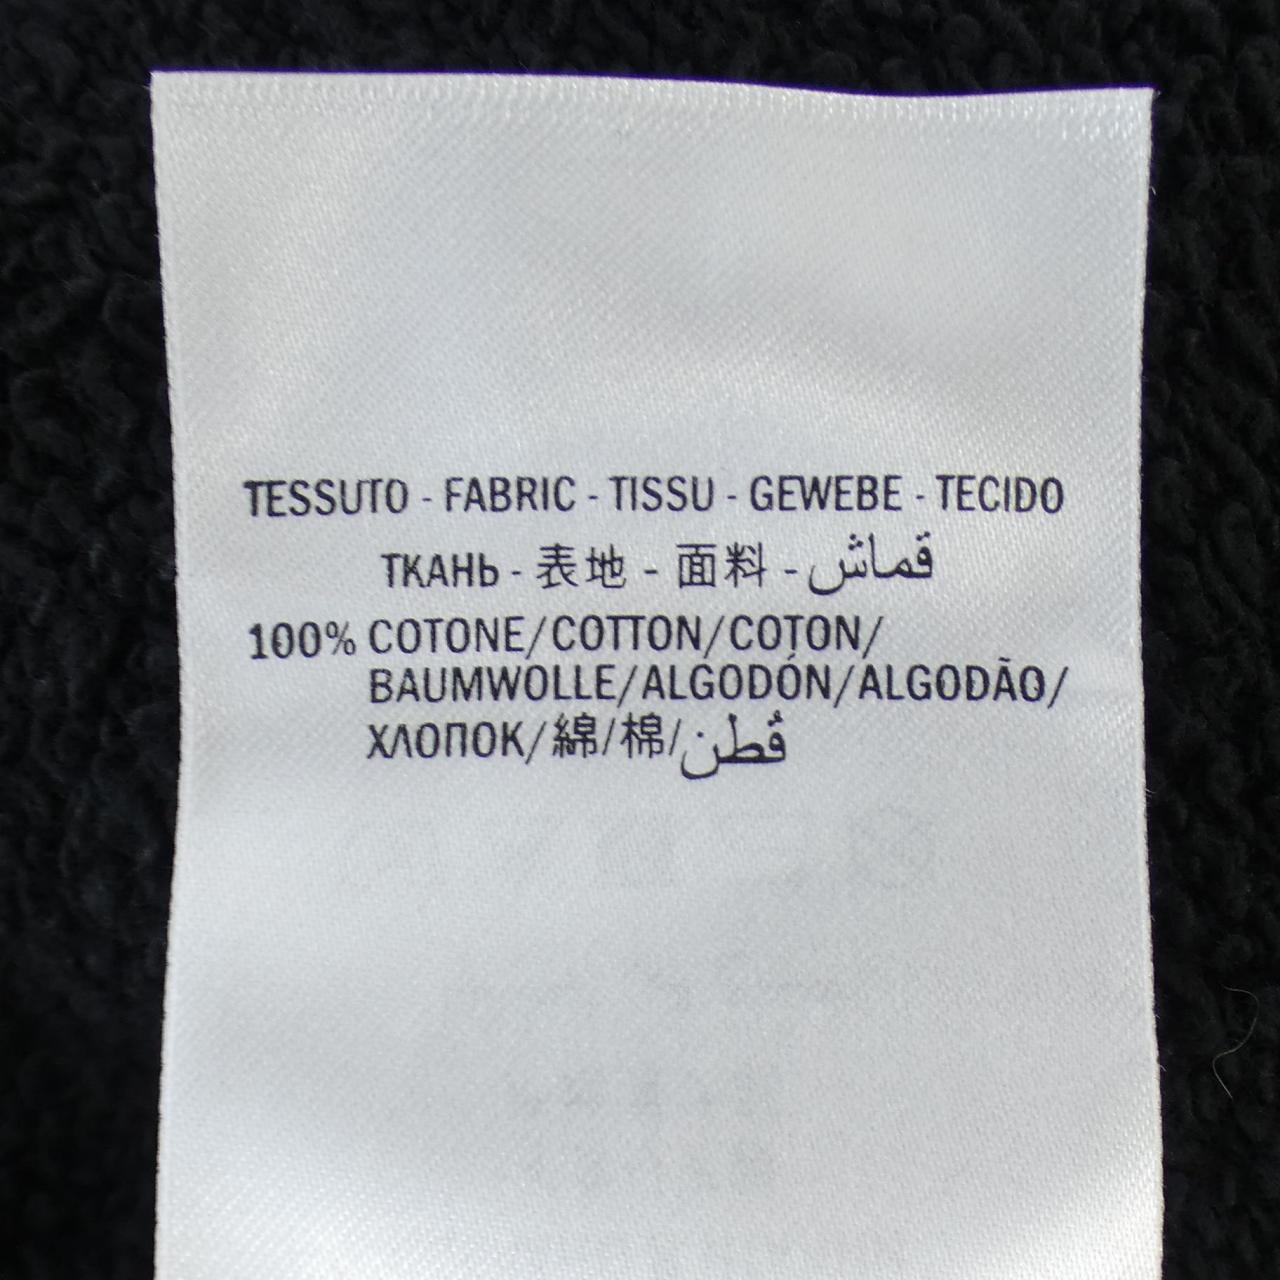 TESSUTO - FABRIC - TISSU - GEWEBE - TECIDO
ТКАНЬ - 表地 - 面料 - قماش
100% COTONE/COTTON/COTON/
BAUMWOLLE/ALGODÓN/ALGODÃO/
ХЛОПОК/綿/棉/قطن